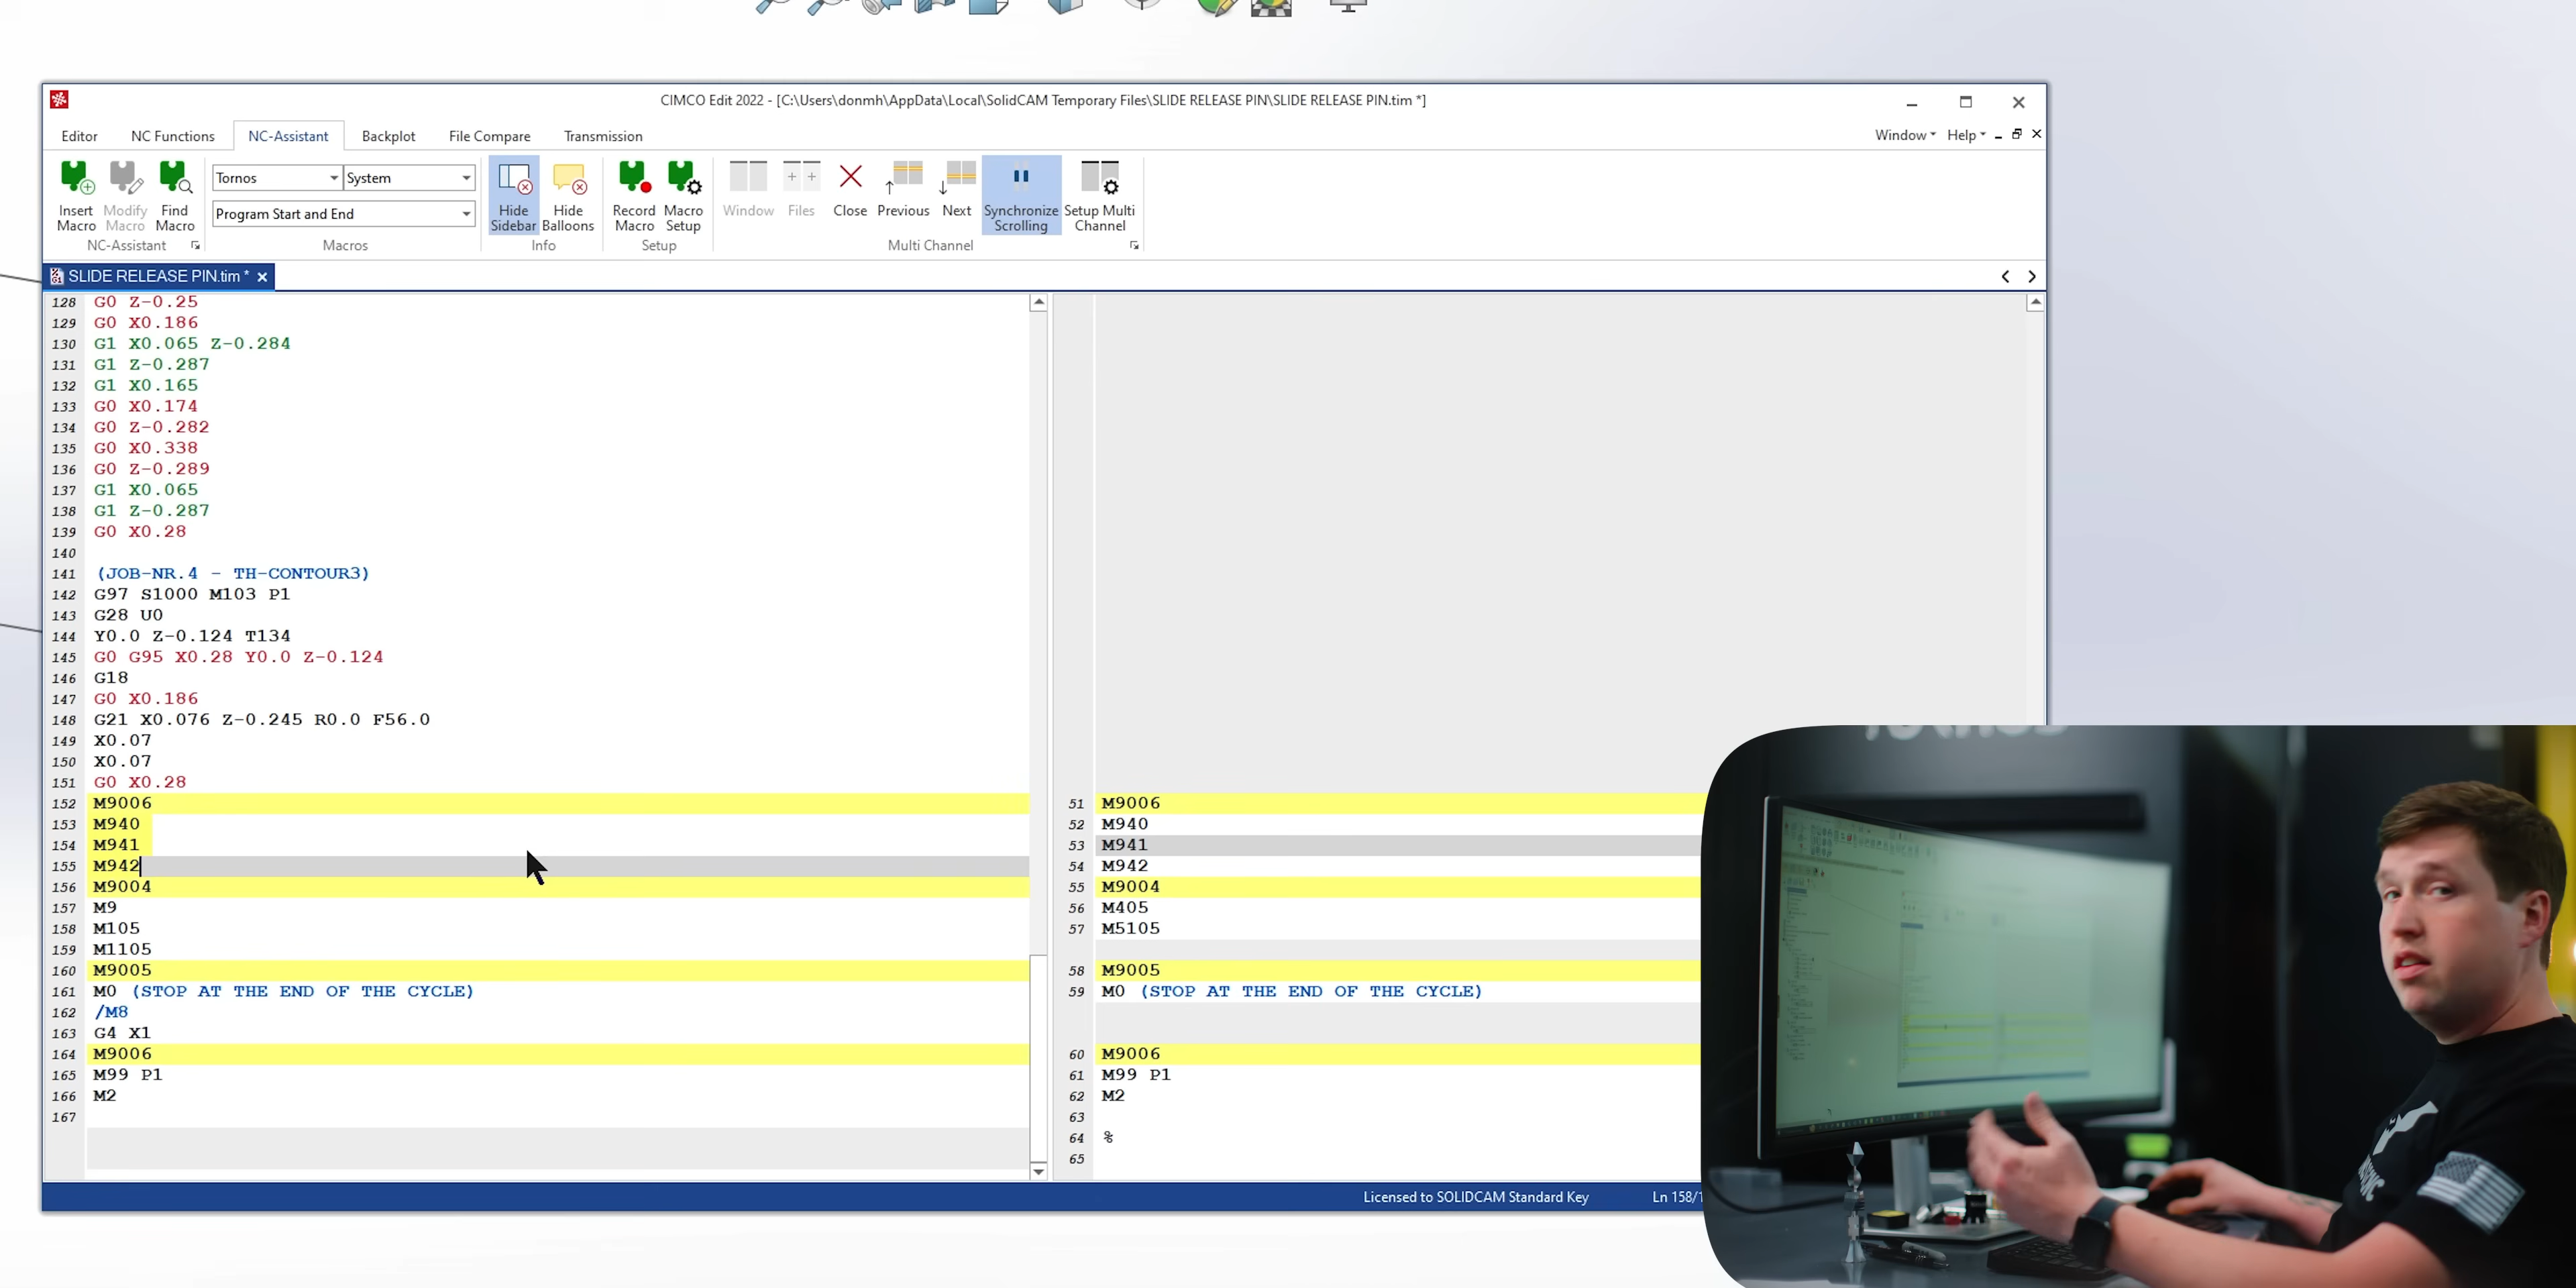 CIMCO Edit 2022 - [C:\Users\donmh\AppData\Local\SolidCAM Temporary Files\SLIDE RELEASE PIN\SLIDE RELEASE PIN.tim *]
Editor NC Functions NC-Assistant Backplot File Compare Transmission Window Help
Tornos System
Program Start and End
Insert Macro
Modify Macro
Find Macro
Hide Sidebar
Hide Balloons
Record Macro
Macro Setup
Window
Files
Close
Previous
Next
Synchronize Scrolling
Setup Multi Channel
NC-Assistant Macros Info Setup Multi Channel
SLIDE RELEASE PIN.tim *
128 G0 Z-0.25
129 G0 X0.186
130 G1 X0.065 Z-0.284
131 G1 Z-0.287
132 G1 X0.165
133 G0 X0.174
134 G0 Z-0.282
135 G0 X0.338
136 G0 Z-0.289
137 G1 X0.065
138 G1 Z-0.287
139 G0 X0.28
140
141 (JOB-NR.4 - TH-CONTOUR3)
142 G97 S1000 M103 P1
143 G28 U0
144 Y0.0 Z-0.124 T134
145 G0 G95 X0.28 Y0.0 Z-0.124
146 G18
147 G0 X0.186
148 G21 X0.076 Z-0.245 R0.0 F56.0
149 X0.07
150 X0.07
151 G0 X0.28
152 M9006
153 M940
154 M941
155 M942
156 M9004
157 M9
158 M105
159 M1105
160 M9005
161 M0 (STOP AT THE END OF THE CYCLE)
162 /M8
163 G4 X1
164 M9006
165 M99 P1
166 M2
167
51 M9006
52 M940
53 M941
54 M942
55 M9004
56 M405
57 M5105
58 M9005
59 M0 (STOP AT THE END OF THE CYCLE)
60 M9006
61 M99 P1
62 M2
63
64 %
65
Licensed to SOLIDCAM Standard Key Ln 158/1